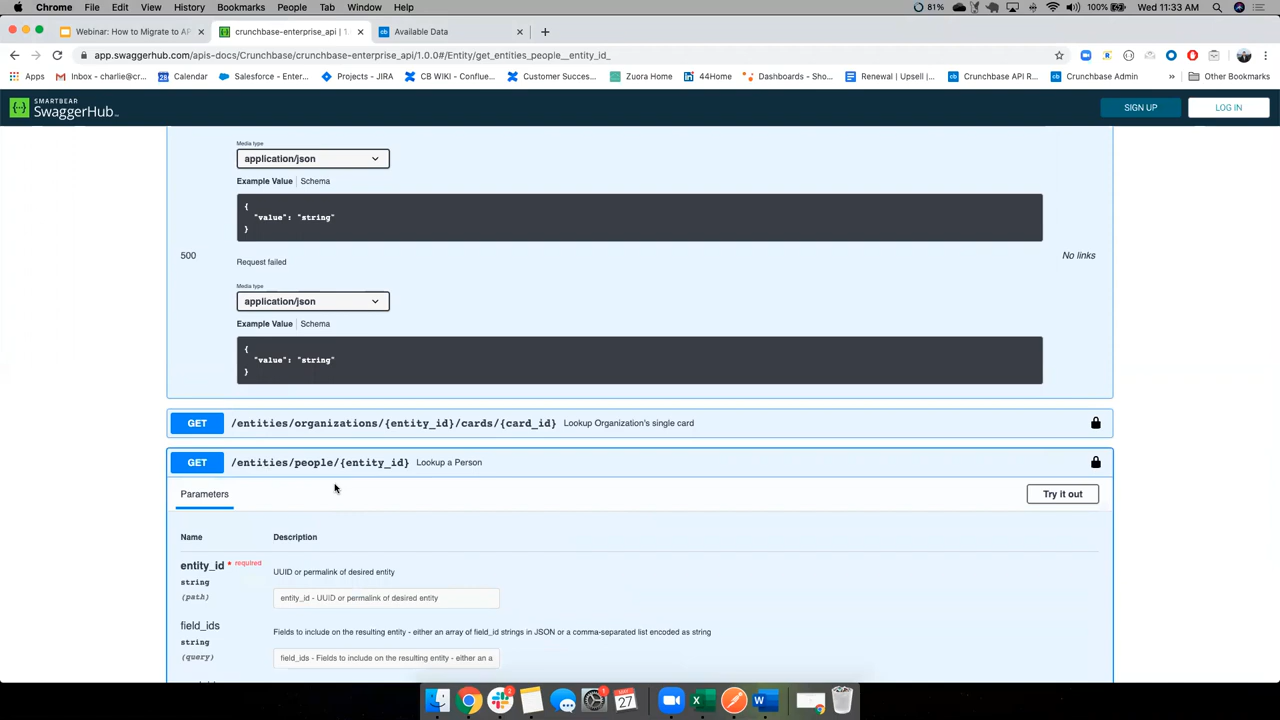 Chrome File Edit View History Bookmarks People Tab Window Help
81% 100% Wed 11:33 AM
Webinar: How to Migrate to AP × crunchbase-enterprise_api | 1. × Available Data × +
app.swaggerhub.com/apis-docs/Crunchbase/crunchbase-enterprise_api/1.0.0#/Entity/get_entities_people__entity_id_
Apps Inbox - charlie@cr... Calendar Salesforce - Enter... Projects - JIRA CB WIKI - Conflue... Customer Succes... Zuora Home 44Home Dashboards - Sho... Renewal | Upsell |... Crunchbase API R... Crunchbase Admin » Other Bookmarks
SMARTBEAR
SwaggerHub
SIGN UP LOG IN
Media type
application/json
Example Value | Schema
{
"value": "string"
}
500
No links
Request failed
Media type
application/json
Example Value | Schema
{
"value": "string"
}
GET /entities/organizations/{entity_id}/cards/{card_id} Lookup Organization's single card
GET /entities/people/{entity_id} Lookup a Person
Parameters
Try it out
Name Description
entity_id * required
UUID or permalink of desired entity
string
(path)
entity_id - UUID or permalink of desired entity
field_ids
Fields to include on the resulting entity - either an array of field_id strings in JSON or a comma-separated list encoded as string
string
(query)
field_ids - Fields to include on the resulting entity - either an a
2
MAY
27
1